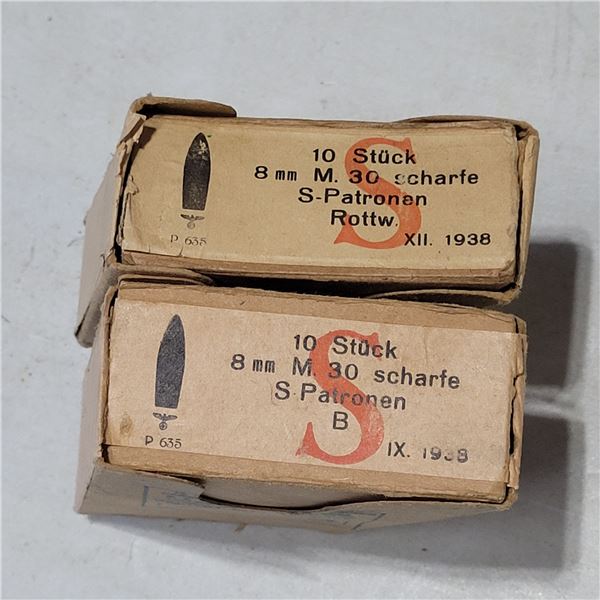 10 Stück
8 mm M. 30 scharfe
S-Patronen
Rottw.
XII. 1938
S
P 635
10 Stück
8 mm M. 30 scharfe
S-Patronen
B
IX. 1938
S
P 635